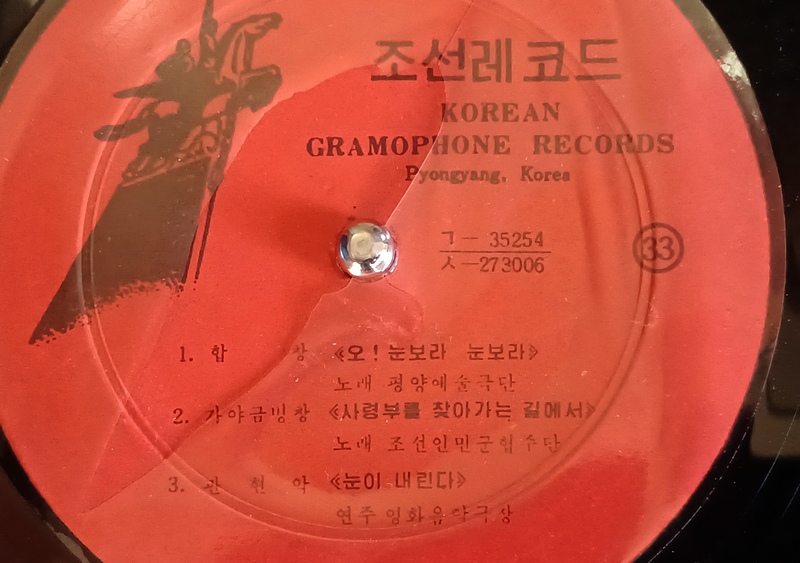 조선레코드
KOREAN
GRAMOPHONE RECORDS
Pyongyang, Korea
ㄱ— 35254
ㅅ—273006
33
1. 합 창 《오! 눈보라 눈보라》
노래 평양예술극단
2. 가야금병창 《사령부를 찾아가는 길에서》
노래 조선인민군협주단
3. 관 현 악 《눈이 내린다》
연주 영화음악